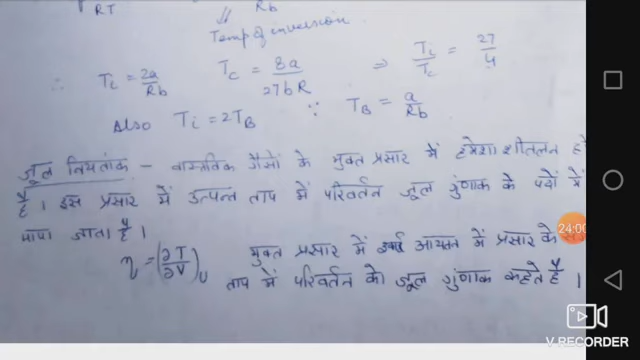 RT
Rb
Temp of inversion
∴ Ti = 2a/Rb Tc = 8a/27bR ⇒ Ti/Tc = 27/4
Also Ti = 2TB ∵ TB = a/Rb
जूल नियतांक - वास्तविक गैसों के मुक्त प्रसार में हमेशा शीतलन हो
है। इस प्रसार में उत्पन्न ताप में परिवर्तन जूल गुंणाक के पदों में
मापा जाता है।
η = (∂T/∂V)U मुक्त प्रसार में इकाई आयतन में प्रसार के
ताप में परिवर्तन को जूल गुंणाक कहते है।
24:00
V.RECORDER